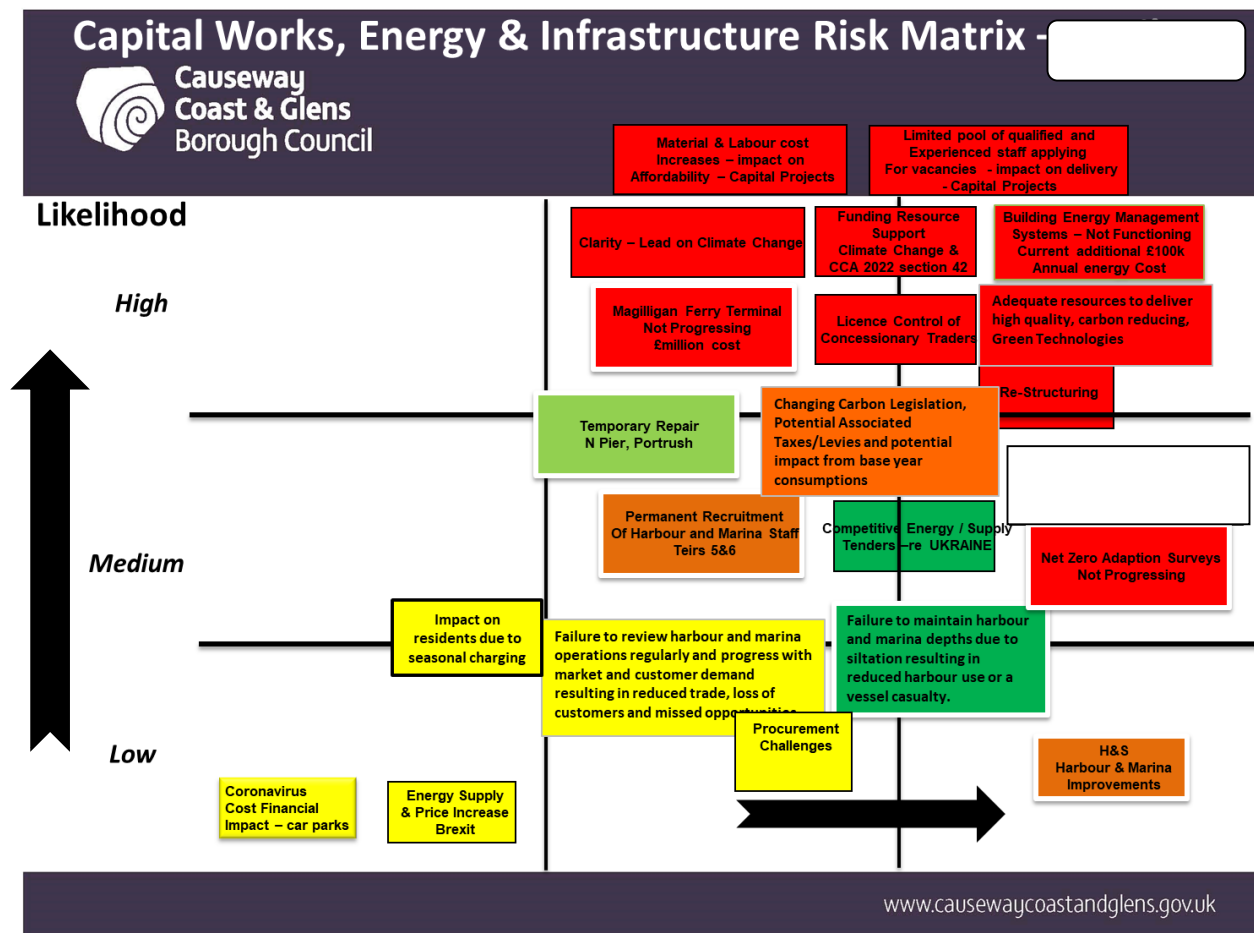 Capital Works, Energy & Infrastructure Risk Matrix -
Causeway
Coast & Glens
Borough Council
Material & Labour cost
Increases – impact on
Affordability – Capital Projects
Limited pool of qualified and
Experienced staff applying
For vacancies - impact on delivery
- Capital Projects
Likelihood
Clarity – Lead on Climate Change
Funding Resource
Support
Climate Change &
CCA 2022 section 42
Building Energy Management
Systems – Not Functioning
Current additional £100k
Annual energy Cost
High
Magilligan Ferry Terminal
Not Progressing
£million cost
Licence Control of
Concessionary Traders
Adequate resources to deliver
high quality, carbon reducing,
Green Technologies
Re-Structuring
Temporary Repair
N Pier, Portrush
Changing Carbon Legislation,
Potential Associated
Taxes/Levies and potential
impact from base year
consumptions
Permanent Recruitment
Of Harbour and Marina Staff
Teirs 5&6
Competitive Energy / Supply
Tenders –re UKRAINE
Net Zero Adaption Surveys
Not Progressing
Medium
Impact on
residents due to
seasonal charging
Failure to review harbour and marina
operations regularly and progress with
market and customer demand
resulting in reduced trade, loss of
customers and missed opportunities
Failure to maintain harbour
and marina depths due to
siltation resulting in
reduced harbour use or a
vessel casualty.
Procurement
Challenges
Low
H&S
Harbour & Marina
Improvements
Coronavirus
Cost Financial
Impact – car parks
Energy Supply
& Price Increase
Brexit
www.causewaycoastandglens.gov.uk